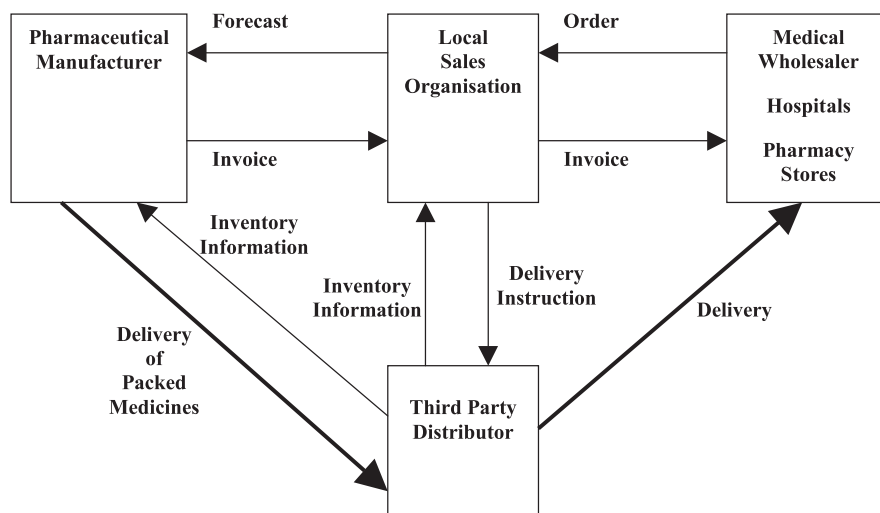 Forecast
Order
Pharmaceutical
Manufacturer
Local
Sales
Organisation
Medical
Wholesaler
Hospitals
Pharmacy
Stores
Invoice
Invoice
Inventory
Information
Inventory
Information
Delivery
Instruction
Delivery
Delivery
of
Packed
Medicines
Third Party
Distributor